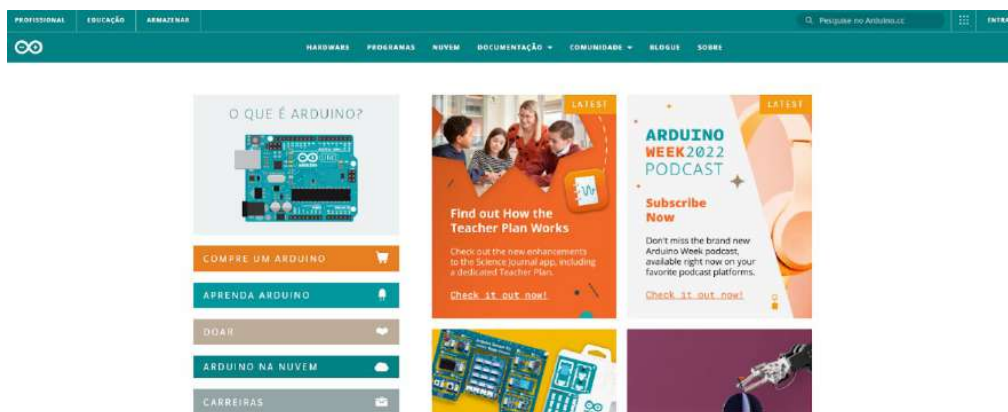 PROFISSIONAL EDUCAÇÃO ARMAZENAR Pesquise no Arduino.cc ENTRA
HARDWARE PROGRAMAS NUVEM DOCUMENTAÇÃO COMUNIDADE BLOGUE SOBRE
O QUE É ARDUINO?
UNO
COMPRE UM ARDUINO
APRENDA ARDUINO
DOAR
ARDUINO NA NUVEM
CARREIRAS
LATEST
Find out How the
Teacher Plan Works
Check out the new enhancements
to the Science Journal app, including
a dedicated Teacher Plan.
Check it out now!
LATEST
ARDUINO
WEEK2022
PODCAST
Subscribe
Now
Don't miss the brand new
Arduino Week podcast,
available right now on your
favorite podcast platforms.
Check it out now!